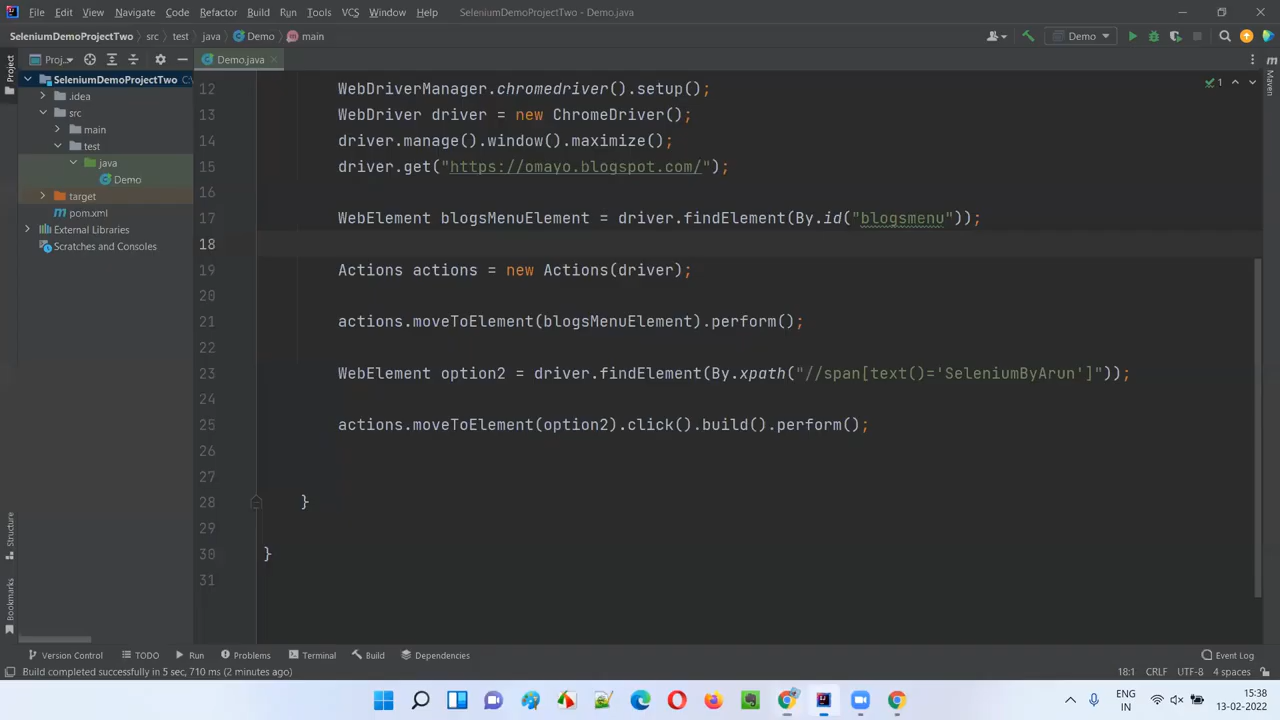 File Edit View Navigate Code Refactor Build Run Tools VCS Window Help SeleniumDemoProjectTwo - Demo.java
SeleniumDemoProjectTwo src test java Demo main Demo
Project Proj... Demo.java Maven
SeleniumDemoProjectTwo C:\
.idea
src
main
test
java
Demo
target
pom.xml
External Libraries
Scratches and Consoles
1
12 WebDriverManager.chromedriver().setup();
13 WebDriver driver = new ChromeDriver();
14 driver.manage().window().maximize();
15 driver.get("https://omayo.blogspot.com/");
16
17 WebElement blogsMenuElement = driver.findElement(By.id("blogsmenu"));
18
19 Actions actions = new Actions(driver);
20
21 actions.moveToElement(blogsMenuElement).perform();
22
23 WebElement option2 = driver.findElement(By.xpath("//span[text()='SeleniumByArun']"));
24
25 actions.moveToElement(option2).click().build().perform();
26
27
28 }
29
30 }
31
Structure
Bookmarks
Version Control TODO Run Problems Terminal Build Dependencies Event Log
Build completed successfully in 5 sec, 710 ms (2 minutes ago) 18:1 CRLF UTF-8 4 spaces
ENG
IN
15:38
13-02-2022